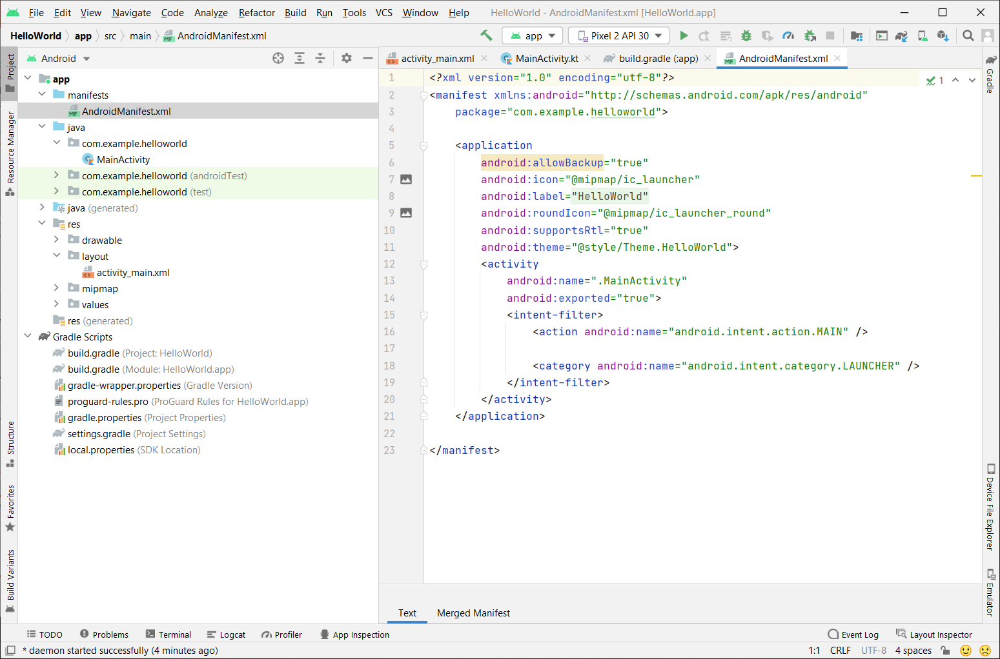 File Edit View Navigate Code Analyze Refactor Build Run Tools VCS Window Help HelloWorld - AndroidManifest.xml [HelloWorld.app]
HelloWorld app src main AndroidManifest.xml app Pixel 2 API 30
Android
app
manifests
AndroidManifest.xml
java
com.example.helloworld
MainActivity
com.example.helloworld (androidTest)
com.example.helloworld (test)
java (generated)
res
drawable
layout
activity_main.xml
mipmap
values
res (generated)
Gradle Scripts
build.gradle (Project: HelloWorld)
build.gradle (Module: HelloWorld.app)
gradle-wrapper.properties (Gradle Version)
proguard-rules.pro (ProGuard Rules for HelloWorld.app)
gradle.properties (Project Properties)
settings.gradle (Project Settings)
local.properties (SDK Location)
Project
Resource Manager
Structure
Favorites
Build Variants
activity_main.xml MainActivity.kt build.gradle (:app) AndroidManifest.xml
1 <?xml version="1.0" encoding="utf-8"?> 1
2 <manifest xmlns:android="http://schemas.android.com/apk/res/android"
3 package="com.example.helloworld">
4
5 <application
6 android:allowBackup="true"
7 android:icon="@mipmap/ic_launcher"
8 android:label="HelloWorld"
9 android:roundIcon="@mipmap/ic_launcher_round"
10 android:supportsRtl="true"
11 android:theme="@style/Theme.HelloWorld">
12 <activity
13 android:name=".MainActivity"
14 android:exported="true">
15 <intent-filter>
16 <action android:name="android.intent.action.MAIN" />
17
18 <category android:name="android.intent.category.LAUNCHER" />
19 </intent-filter>
20 </activity>
21 </application>
22
23 </manifest>
Text Merged Manifest
Gradle
Device File Explorer
Emulator
TODO Problems Terminal Logcat Profiler App Inspection Event Log Layout Inspector
* daemon started successfully (4 minutes ago) 1:1 CRLF UTF-8 4 spaces